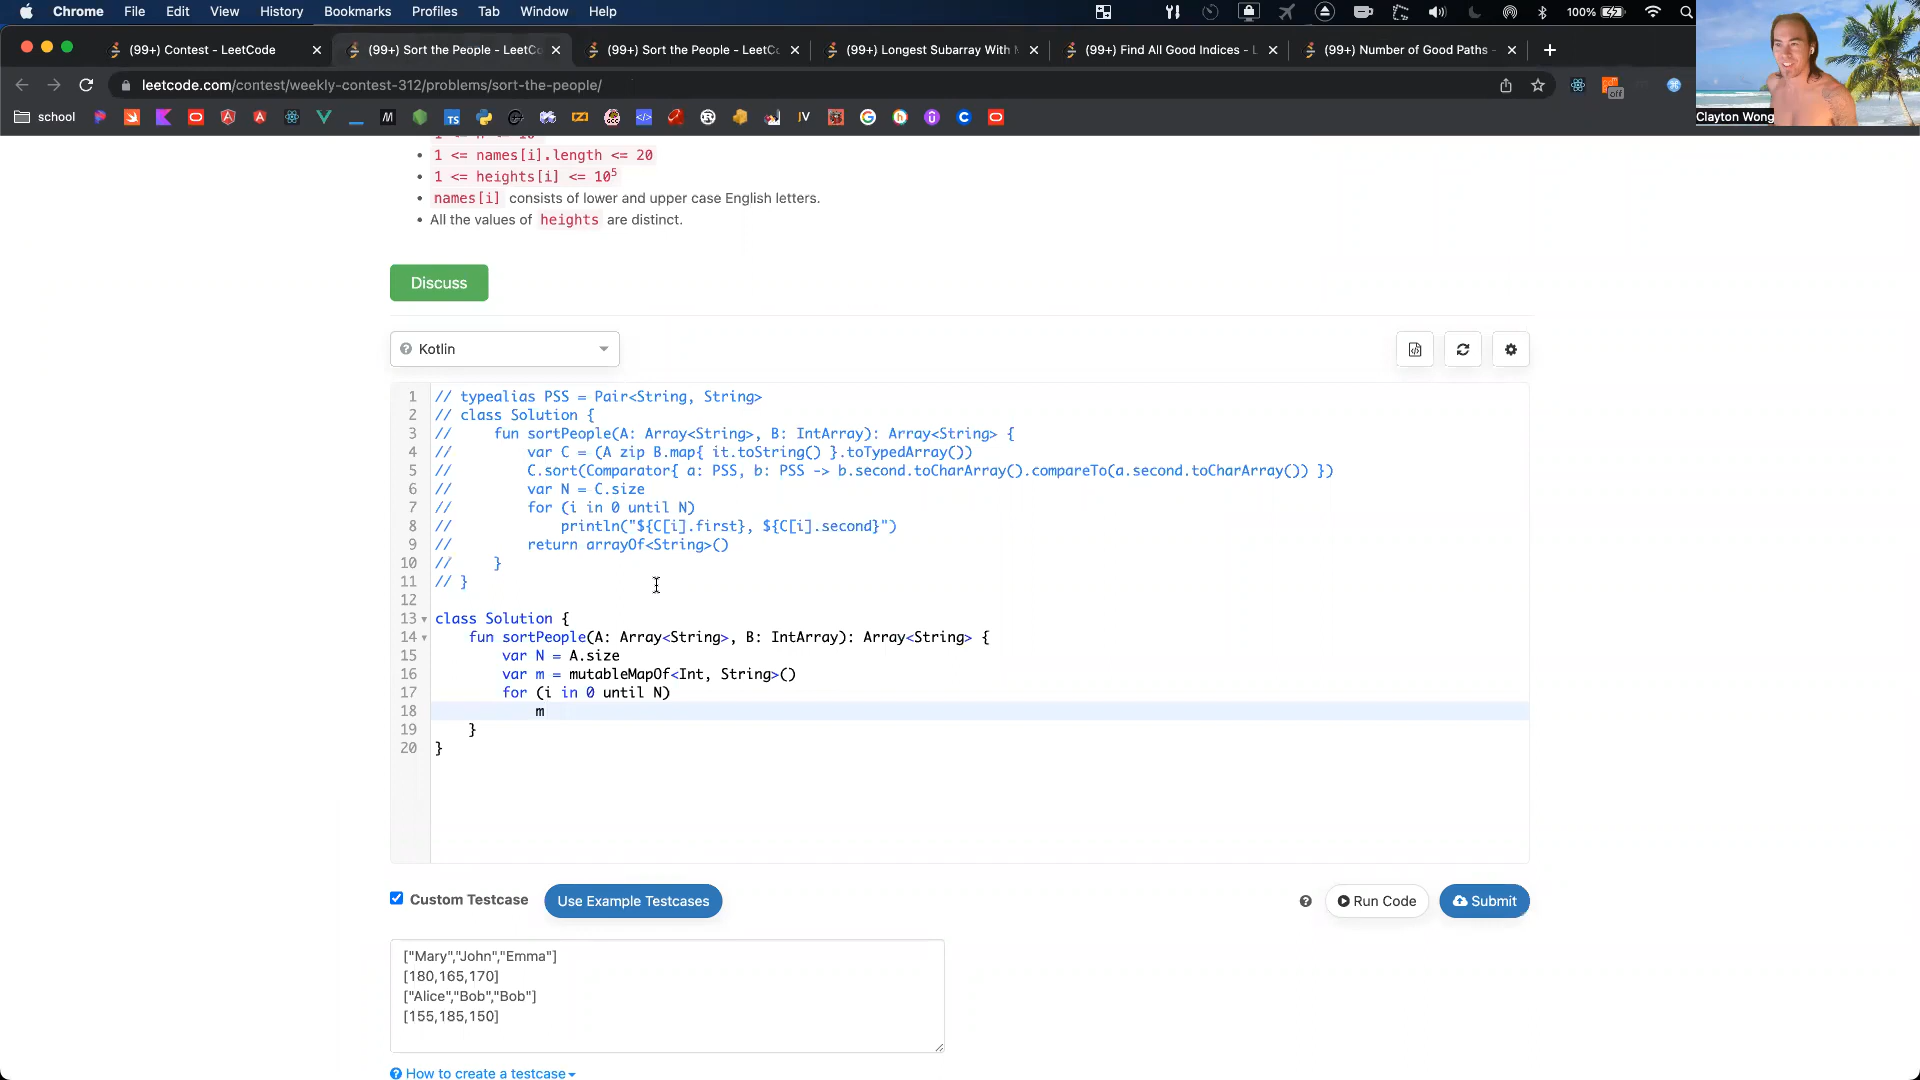 Chrome File Edit View History Bookmarks Profiles Tab Window Help 100%
(99+) Contest - LeetCode (99+) Sort the People - LeetCo (99+) Sort the People - LeetCo (99+) Longest Subarray With (99+) Find All Good Indices - L (99+) Number of Good Paths -
leetcode.com/contest/weekly-contest-312/problems/sort-the-people/
off
Clayton Wong
school
1 <= names[i].length <= 20
1 <= heights[i] <= 10⁵
names[i] consists of lower and upper case English letters.
All the values of heights are distinct.
Discuss
Kotlin
1 // typealias PSS = Pair<String, String>
2 // class Solution {
3 // fun sortPeople(A: Array<String>, B: IntArray): Array<String> {
4 // var C = (A zip B.map{ it.toString() }.toTypedArray())
5 // C.sort(Comparator{ a: PSS, b: PSS -> b.second.toCharArray().compareTo(a.second.toCharArray()) })
6 // var N = C.size
7 // for (i in 0 until N)
8 // println("${C[i].first}, ${C[i].second}")
9 // return arrayOf<String>()
10 // }
11 // }
12
13 class Solution {
14 fun sortPeople(A: Array<String>, B: IntArray): Array<String> {
15 var N = A.size
16 var m = mutableMapOf<Int, String>()
17 for (i in 0 until N)
18 m
19 }
20 }
Custom Testcase Use Example Testcases Run Code Submit
["Mary","John","Emma"]
[180,165,170]
["Alice","Bob","Bob"]
[155,185,150]
How to create a testcase